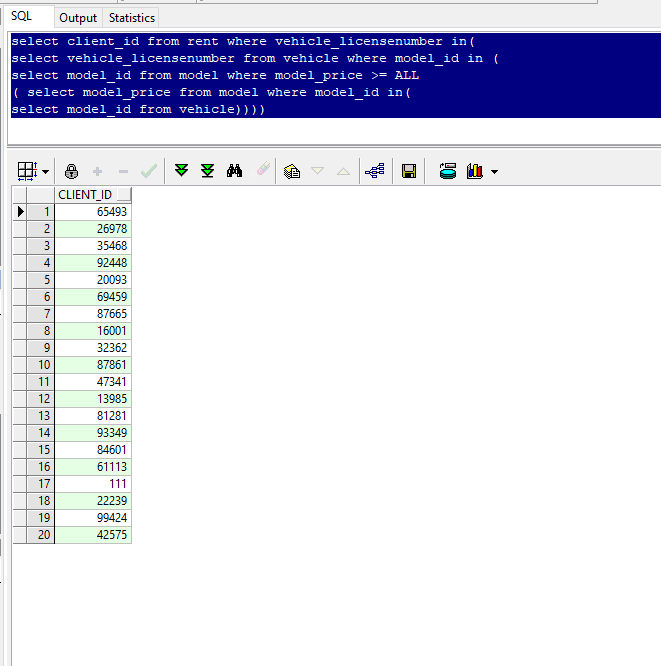 SQL Output Statistics
select client_id from rent where vehicle_licensenumber in(
select vehicle_licensenumber from vehicle where model_id in (
select model_id from model where model_price >= ALL
( select model_price from model where model_id in(
select model_id from vehicle))))
CLIENT_ID
1 65493
2 26978
3 35468
4 92448
5 20093
6 69459
7 87665
8 16001
9 32362
10 87861
11 47341
12 13985
13 81281
14 93349
15 84601
16 61113
17 111
18 22239
19 99424
20 42575